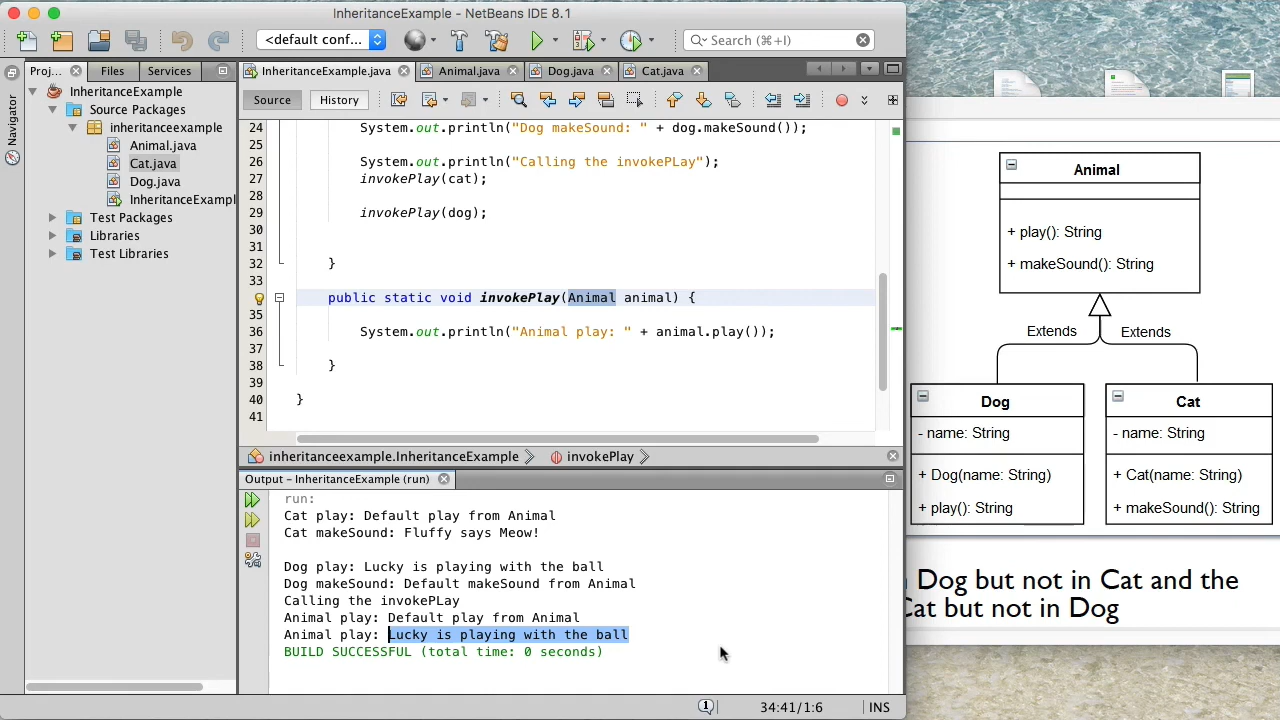 InheritanceExample - NetBeans IDE 8.1
<default conf...
Search (⌘+I)
Proj...
Files
Services
InheritanceExample.java
Animal.java
Dog.java
Cat.java
Source
History
Navigator
InheritanceExample
Source Packages
inheritanceexample
Animal.java
Cat.java
Dog.java
InheritanceExampl
Test Packages
Libraries
Test Libraries
24 System.out.println("Dog makeSound: " + dog.makeSound());
25
26 System.out.println("Calling the invokePLay");
27 invokePlay(cat);
28
29 invokePlay(dog);
30
31
32 }
33
public static void invokePlay(Animal animal) {
35
36 System.out.println("Animal play: " + animal.play());
37
38 }
39
40 }
41
inheritanceexample.InheritanceExample
invokePlay
Output - InheritanceExample (run)
run:
Cat play: Default play from Animal
Cat makeSound: Fluffy says Meow!
Dog play: Lucky is playing with the ball
Dog makeSound: Default makeSound from Animal
Calling the invokePLay
Animal play: Default play from Animal
Animal play: Lucky is playing with the ball
BUILD SUCCESSFUL (total time: 0 seconds)
1
34:41/1:6
INS
Animal
+ play(): String
+ makeSound(): String
Extends
Extends
Dog
- name: String
+ Dog(name: String)
+ play(): String
Cat
- name: String
+ Cat(name: String)
+ makeSound(): String
Dog but not in Cat and the
Cat but not in Dog